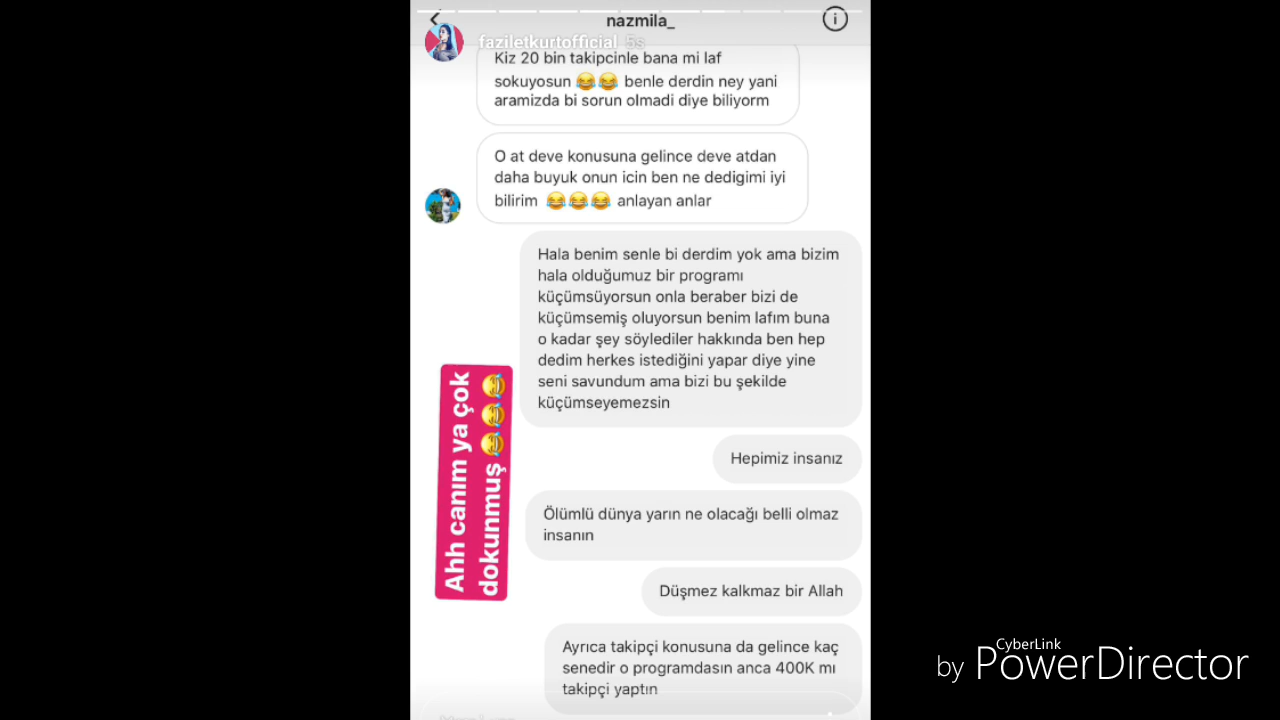 nazmila_
faziletkurtofficial 5s
Kiz 20 bin takipcinle bana mi laf
sokuyosun 😂😂 benle derdin ney yani
aramizda bi sorun olmadi diye biliyorm
O at deve konusuna gelince deve atdan
daha buyuk onun icin ben ne dedigimi iyi
bilirim 😂😂😂 anlayan anlar
Hala benim senle bi derdim yok ama bizim
hala olduğumuz bir programı
küçümsüyorsun onla beraber bizi de
küçümsemiş oluyorsun benim lafım buna
o kadar şey söylediler hakkında ben hep
dedim herkes istediğini yapar diye yine
seni savundum ama bizi bu şekilde
küçümseyemezsin
Ahh canım ya çok
dokunmuş 😂😂😂
Hepimiz insanız
Ölümlü dünya yarın ne olacağı belli olmaz
insanın
Düşmez kalkmaz bir Allah
Ayrıca takipçi konusuna da gelince kaç
senedir o programdasın anca 400K mı
takipçi yaptın
CyberLink
by PowerDirector